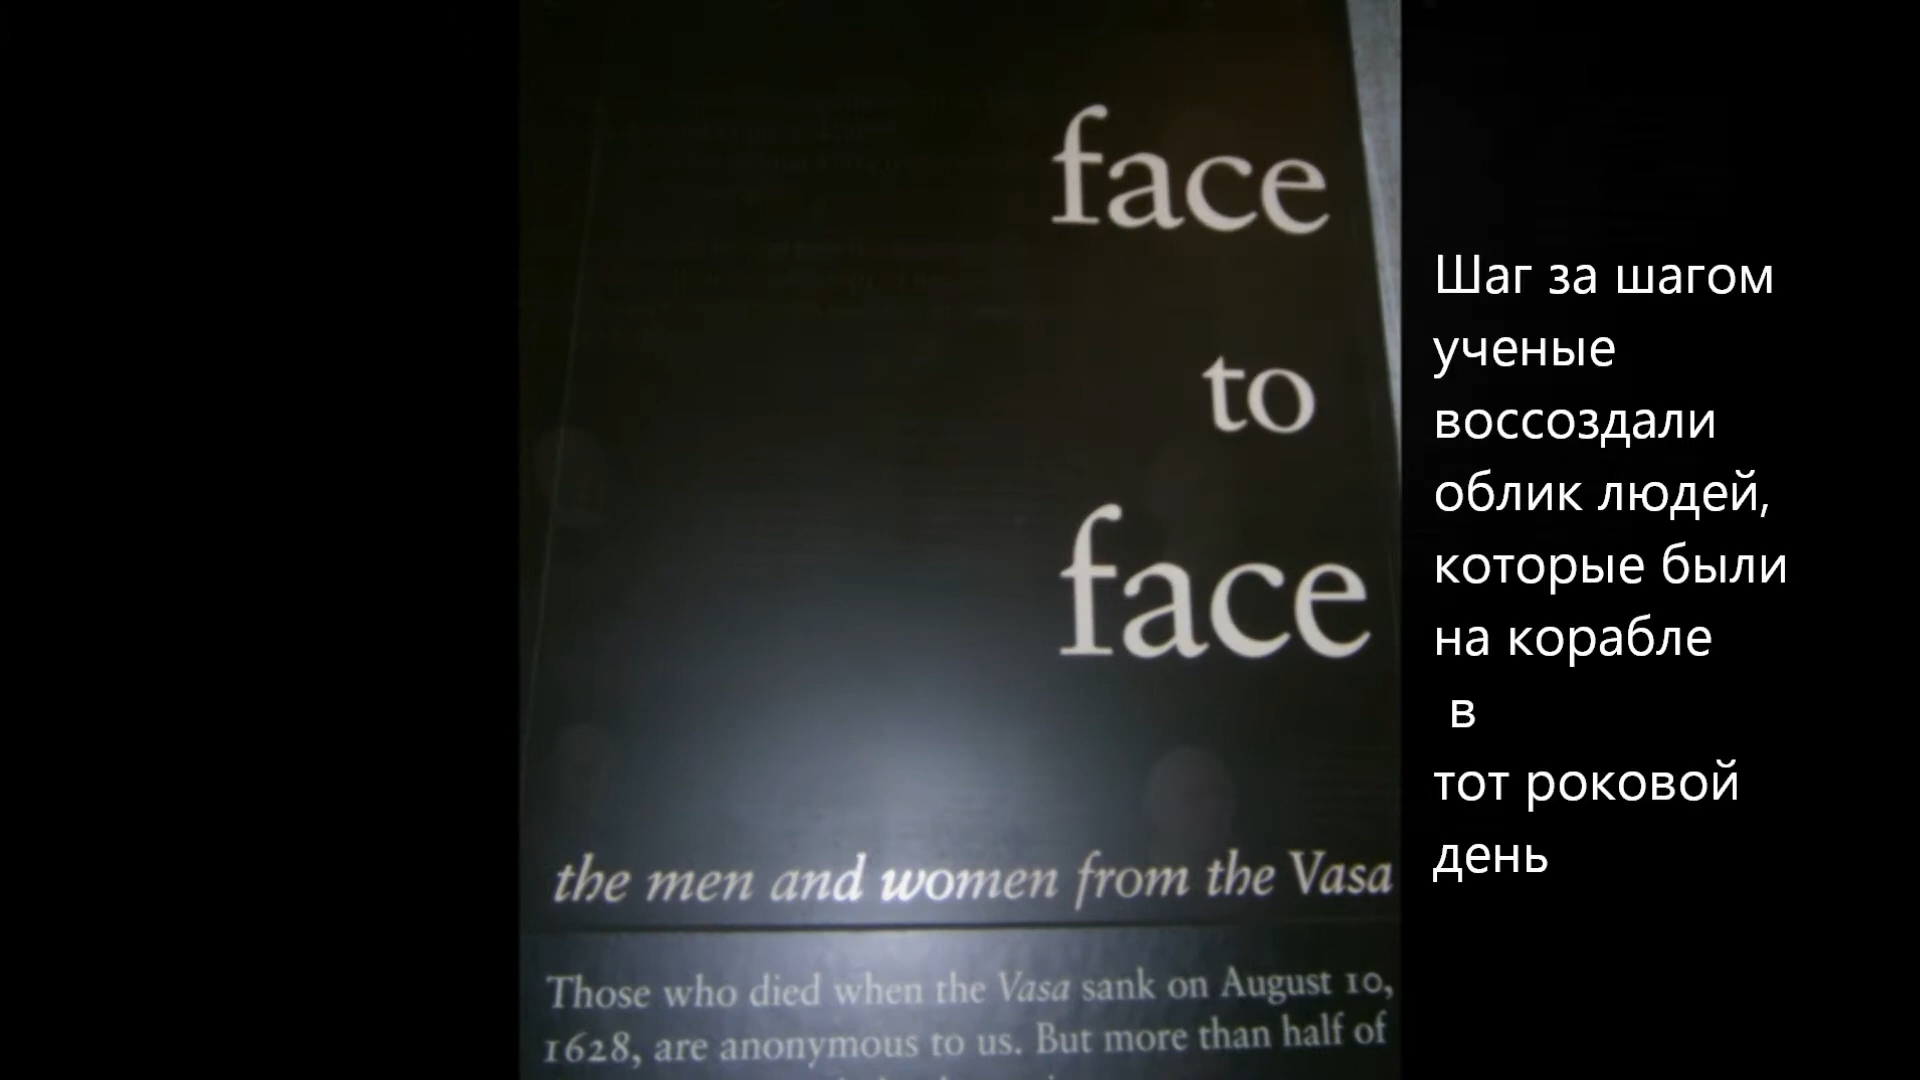 face
to
face
the men and women from the Vasa
Those who died when the Vasa sank on August 10,
1628, are anonymous to us. But more than half of
Шаг за шагом
ученые
воссоздали
облик людей,
которые были
на корабле
в
тот роковой
день